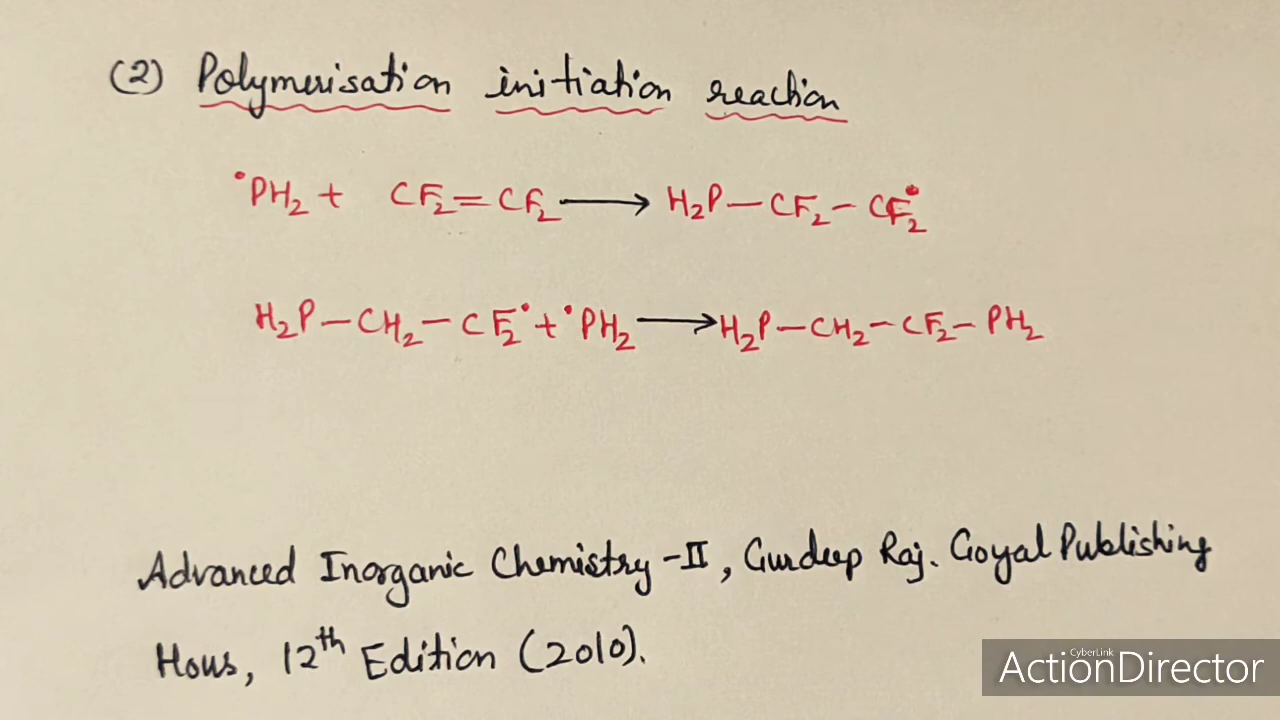 (2) Polymerisation initiation reaction
•PH₂ + CF₂=CF₂ ⟶ H₂P–CF₂–CF₂•
H₂P–CH₂–CF₂• + •PH₂ ⟶ H₂P–CH₂–CF₂–PH₂
Advanced Inorganic Chemistry -II, Gurdeep Raj. Goyal Publishing
Hous, 12th Edition (2010).
CyberLink
ActionDirector